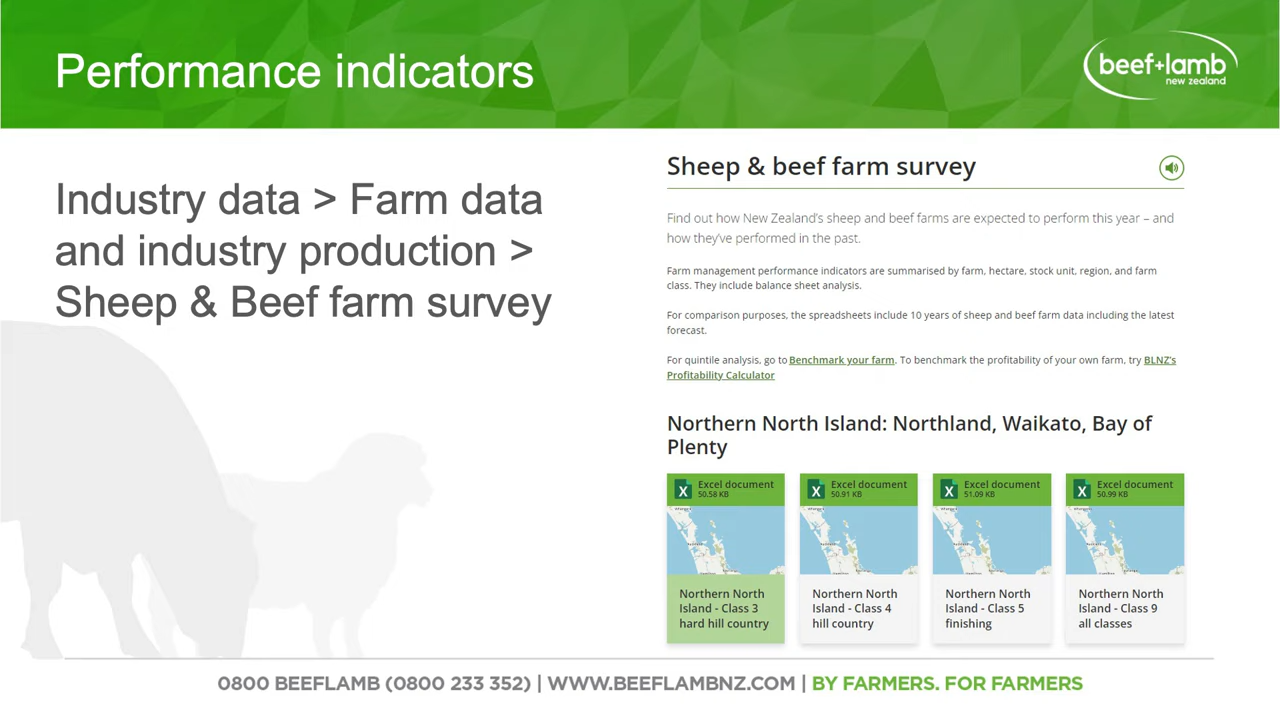 Performance indicators
beef+lamb
new zealand
Industry data > Farm data
and industry production >
Sheep & Beef farm survey
Sheep & beef farm survey
Find out how New Zealand's sheep and beef farms are expected to perform this year – and
how they've performed in the past.
Farm management performance indicators are summarised by farm, hectare, stock unit, region, and farm
class. They include balance sheet analysis.
For comparison purposes, the spreadsheets include 10 years of sheep and beef farm data including the latest
forecast.
For quintile analysis, go to Benchmark your farm. To benchmark the profitability of your own farm, try BLNZ's
Profitability Calculator
Northern North Island: Northland, Waikato, Bay of
Plenty
X
Excel document
50.58 KB
Northern North
Island - Class 3
hard hill country
X
Excel document
50.91 KB
Northern North
Island - Class 4
hill country
X
Excel document
51.09 KB
Northern North
Island - Class 5
finishing
X
Excel document
50.99 KB
Northern North
Island - Class 9
all classes
0800 BEEFLAMB (0800 233 352) | WWW.BEEFLAMBNZ.COM | BY FARMERS. FOR FARMERS